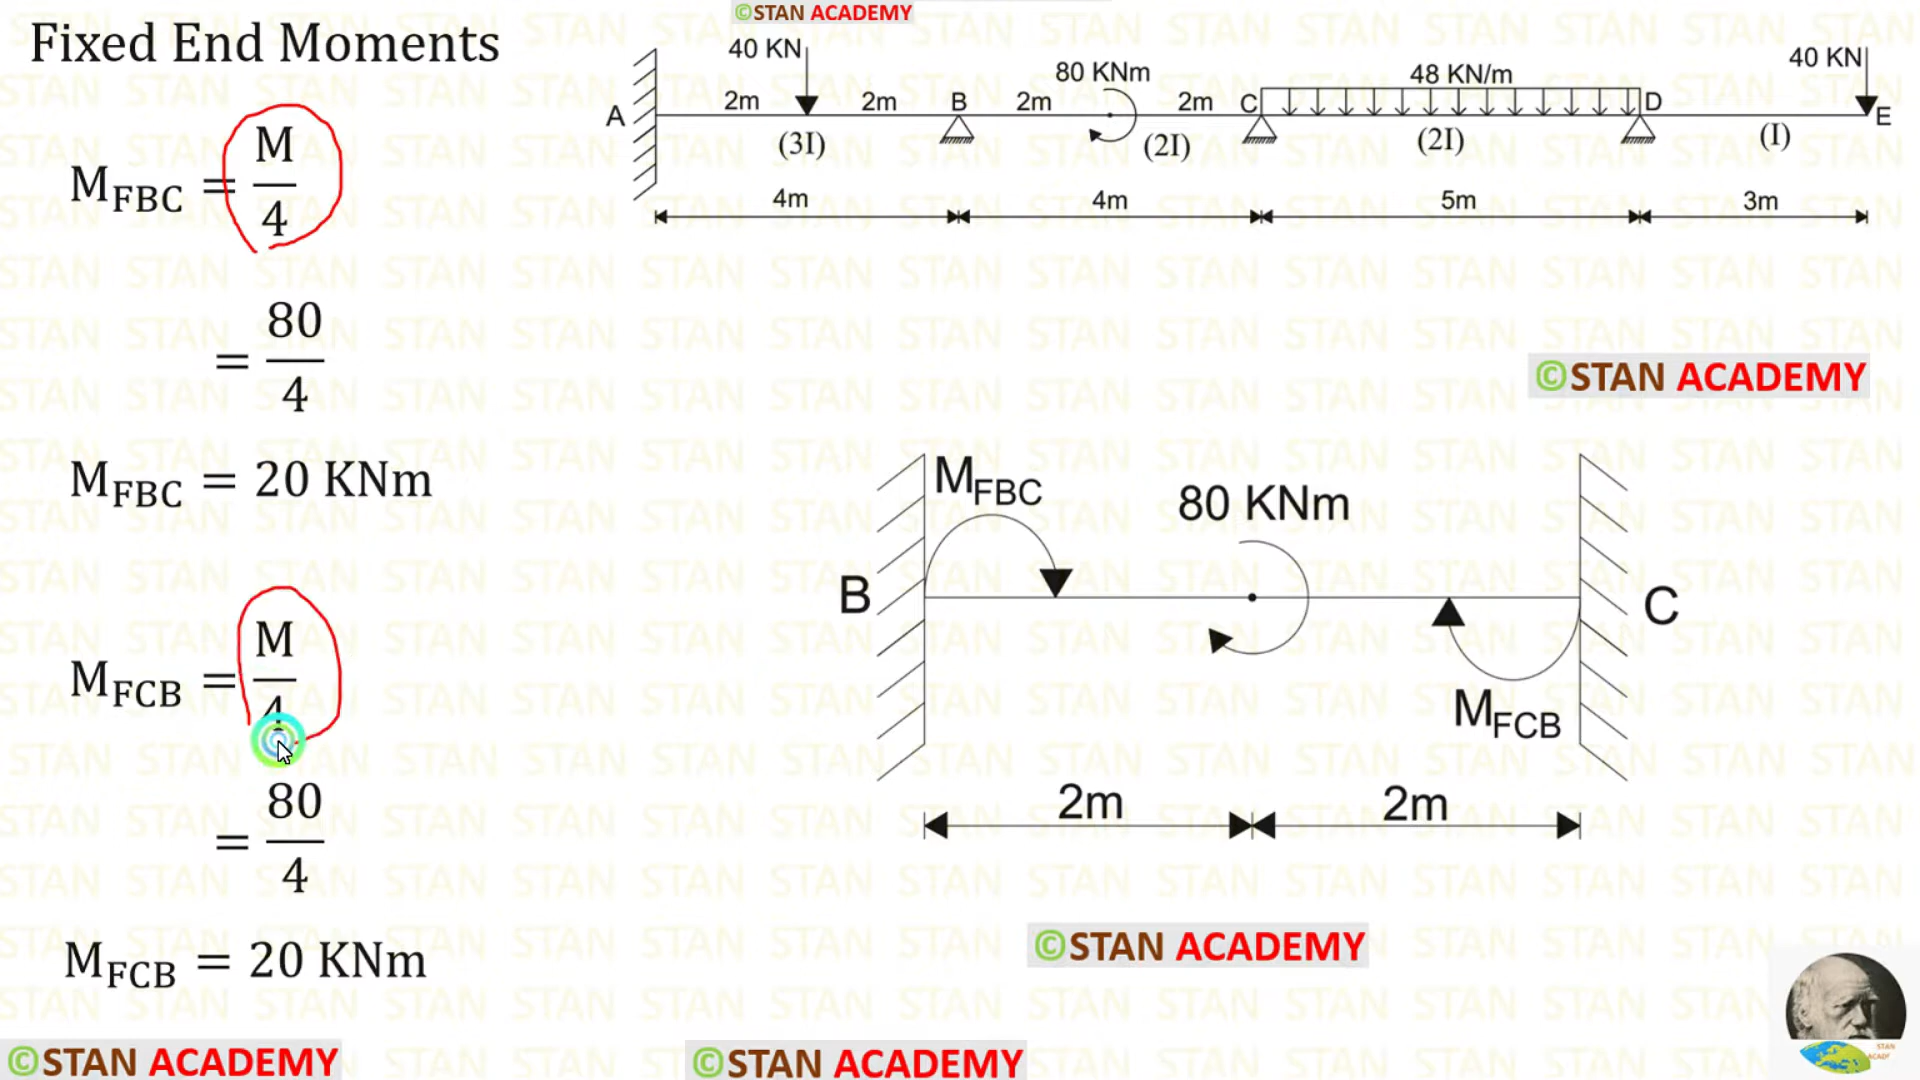 ©STAN ACADEMY
Fixed End Moments
40 KN
80 KNm
48 KN/m
40 KN
A
2m
2m
B
2m
2m
C
D
E
(3I)
(2I)
(2I)
(I)
4m
4m
5m
3m
M_FBC = M/4
= 80/4
M_FBC = 20 KNm
©STAN ACADEMY
M_FBC
80 KNm
B
C
M_FCB
2m
2m
M_FCB = M/4
= 80/4
M_FCB = 20 KNm
©STAN ACADEMY
©STAN ACADEMY
©STAN ACADEMY
STAN